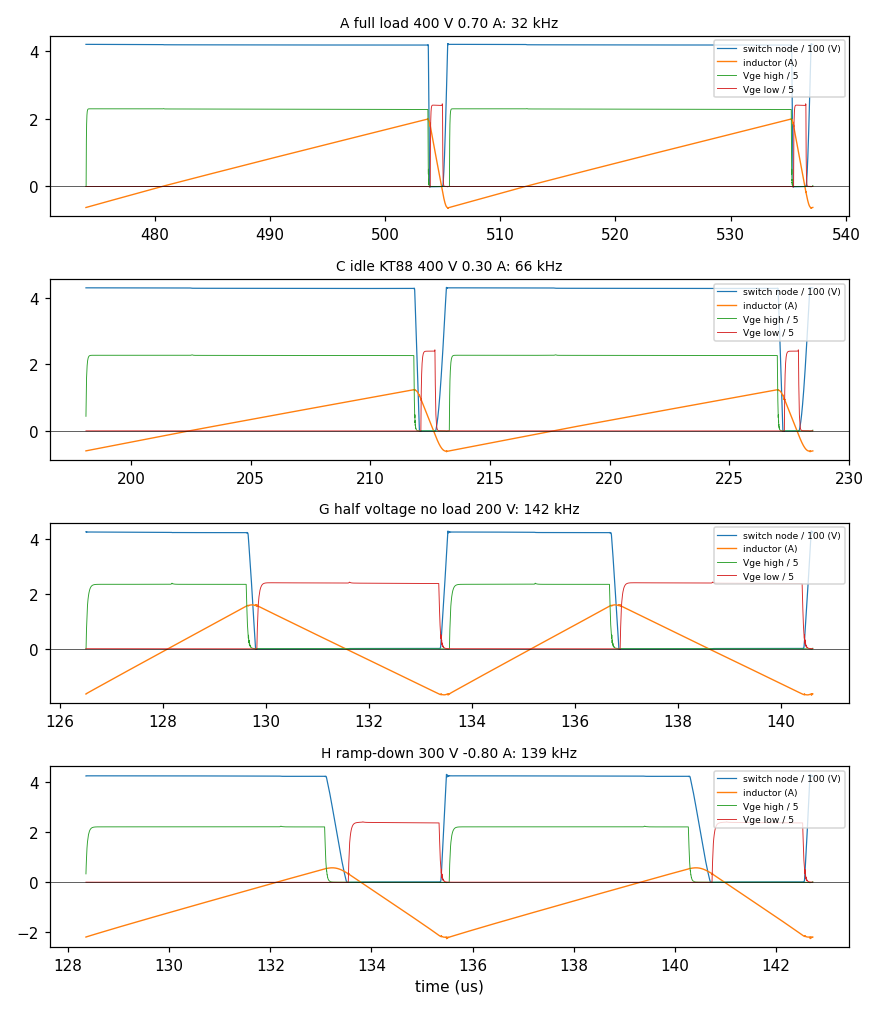 A full load 400 V 0.70 A: 32 kHz
4
2
0
switch node / 100 (V)
inductor (A)
Vge high / 5
Vge low / 5
480 490 500 510 520 530 540
C idle KT88 400 V 0.30 A: 66 kHz
4
2
0
switch node / 100 (V)
inductor (A)
Vge high / 5
Vge low / 5
200 205 210 215 220 225 230
G half voltage no load 200 V: 142 kHz
4
2
0
switch node / 100 (V)
inductor (A)
Vge high / 5
Vge low / 5
126 128 130 132 134 136 138 140
H ramp-down 300 V -0.80 A: 139 kHz
4
2
0
−2
switch node / 100 (V)
inductor (A)
Vge high / 5
Vge low / 5
128 130 132 134 136 138 140 142
time (us)